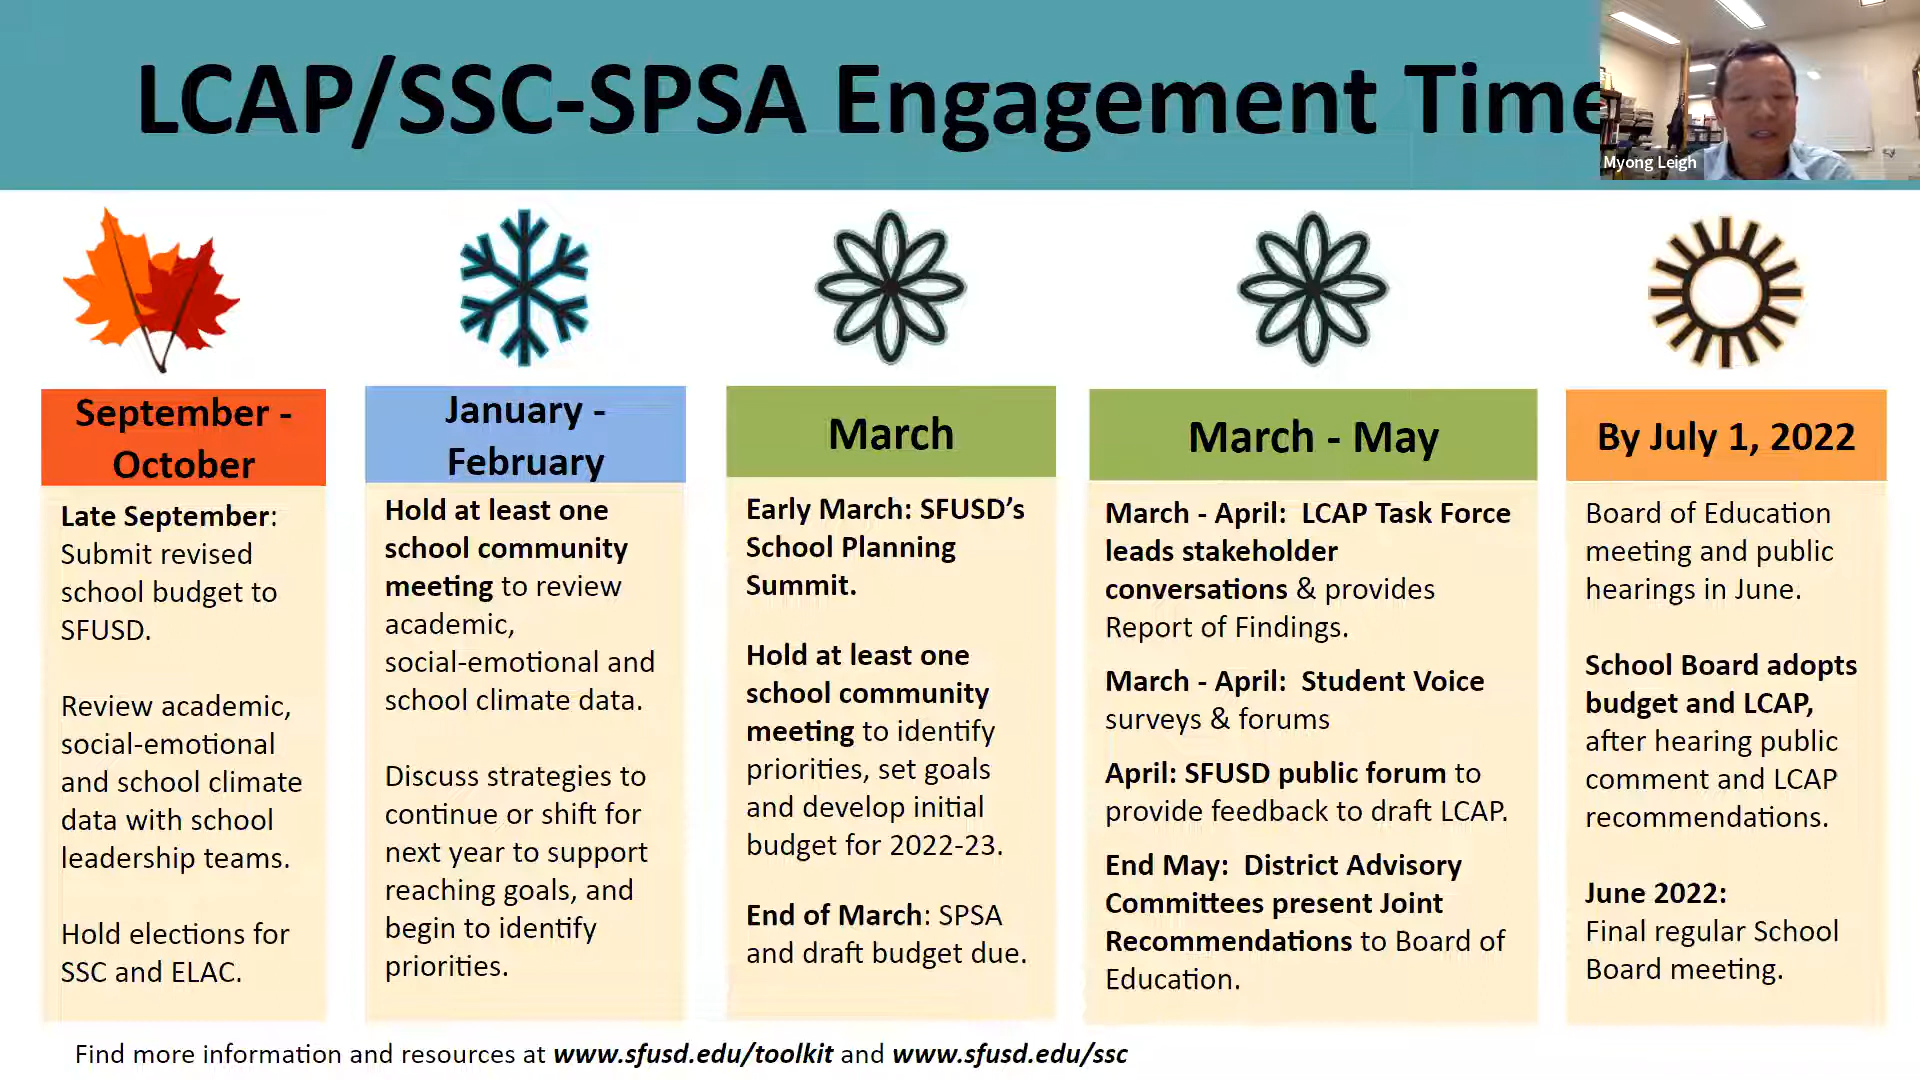 LCAP/SSC-SPSA Engagement Time
Myong Leigh
September -
October
Late September:
Submit revised
school budget to
SFUSD.
Review academic,
social-emotional
and school climate
data with school
leadership teams.
Hold elections for
SSC and ELAC.
January -
February
Hold at least one
school community
meeting to review
academic,
social-emotional and
school climate data.
Discuss strategies to
continue or shift for
next year to support
reaching goals, and
begin to identify
priorities.
March
Early March: SFUSD’s
School Planning
Summit.
Hold at least one
school community
meeting to identify
priorities, set goals
and develop initial
budget for 2022-23.
End of March: SPSA
and draft budget due.
March - May
March - April:  LCAP Task Force
leads stakeholder
conversations & provides
Report of Findings.
March - April:  Student Voice
surveys & forums
April: SFUSD public forum to
provide feedback to draft LCAP.
End May:  District Advisory
Committees present Joint
Recommendations to Board of
Education.
By July 1, 2022
Board of Education
meeting and public
hearings in June.
School Board adopts
budget and LCAP,
after hearing public
comment and LCAP
recommendations.
June 2022:
Final regular School
Board meeting.
Find more information and resources at www.sfusd.edu/toolkit and www.sfusd.edu/ssc